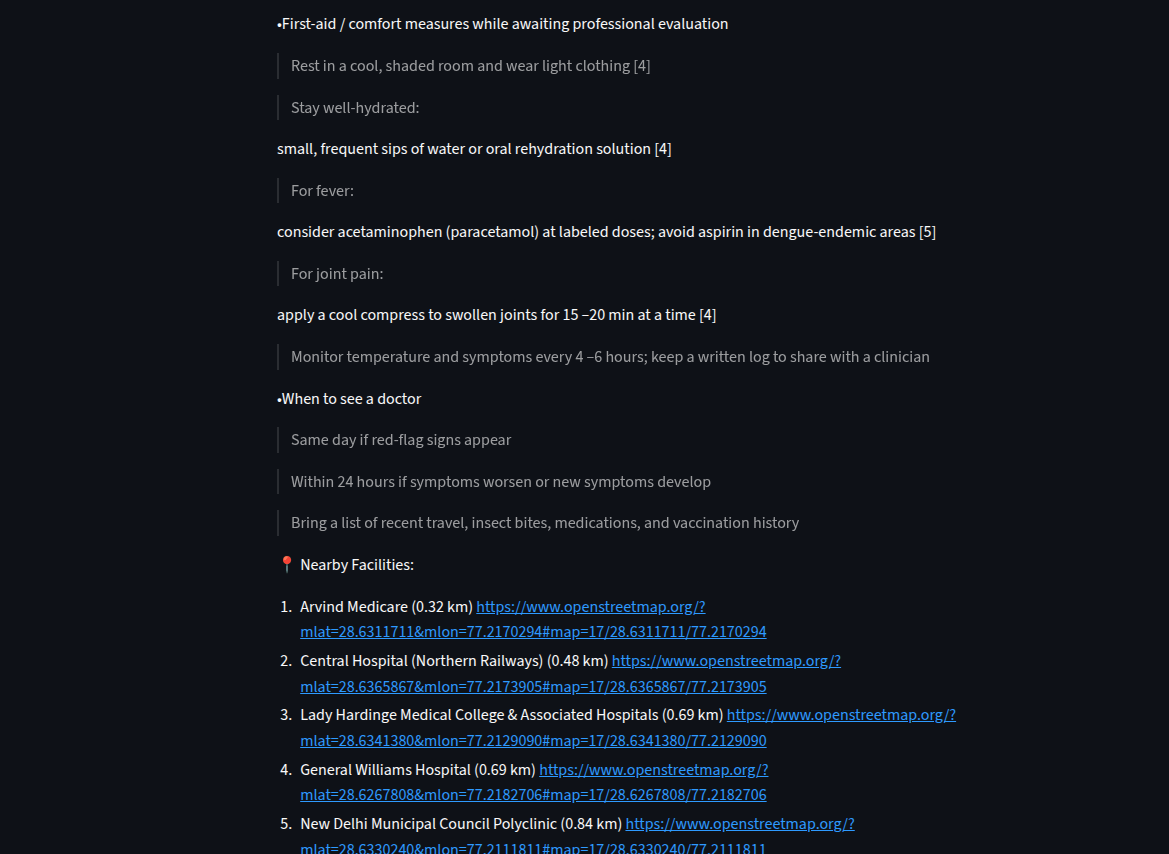 •First-aid / comfort measures while awaiting professional evaluation
Rest in a cool, shaded room and wear light clothing [4]
Stay well-hydrated:
small, frequent sips of water or oral rehydration solution [4]
For fever:
consider acetaminophen (paracetamol) at labeled doses; avoid aspirin in dengue-endemic areas [5]
For joint pain:
apply a cool compress to swollen joints for 15 –20 min at a time [4]
Monitor temperature and symptoms every 4 –6 hours; keep a written log to share with a clinician
•When to see a doctor
Same day if red-flag signs appear
Within 24 hours if symptoms worsen or new symptoms develop
Bring a list of recent travel, insect bites, medications, and vaccination history
📍 Nearby Facilities:
1. Arvind Medicare (0.32 km) https://www.openstreetmap.org/?
mlat=28.6311711&mlon=77.2170294#map=17/28.6311711/77.2170294
2. Central Hospital (Northern Railways) (0.48 km) https://www.openstreetmap.org/?
mlat=28.6365867&mlon=77.2173905#map=17/28.6365867/77.2173905
3. Lady Hardinge Medical College & Associated Hospitals (0.69 km) https://www.openstreetmap.org/?
mlat=28.6341380&mlon=77.2129090#map=17/28.6341380/77.2129090
4. General Williams Hospital (0.69 km) https://www.openstreetmap.org/?
mlat=28.6267808&mlon=77.2182706#map=17/28.6267808/77.2182706
5. New Delhi Municipal Council Polyclinic (0.84 km) https://www.openstreetmap.org/?
mlat=28.6330240&mlon=77.2111811#map=17/28.6330240/77.2111811